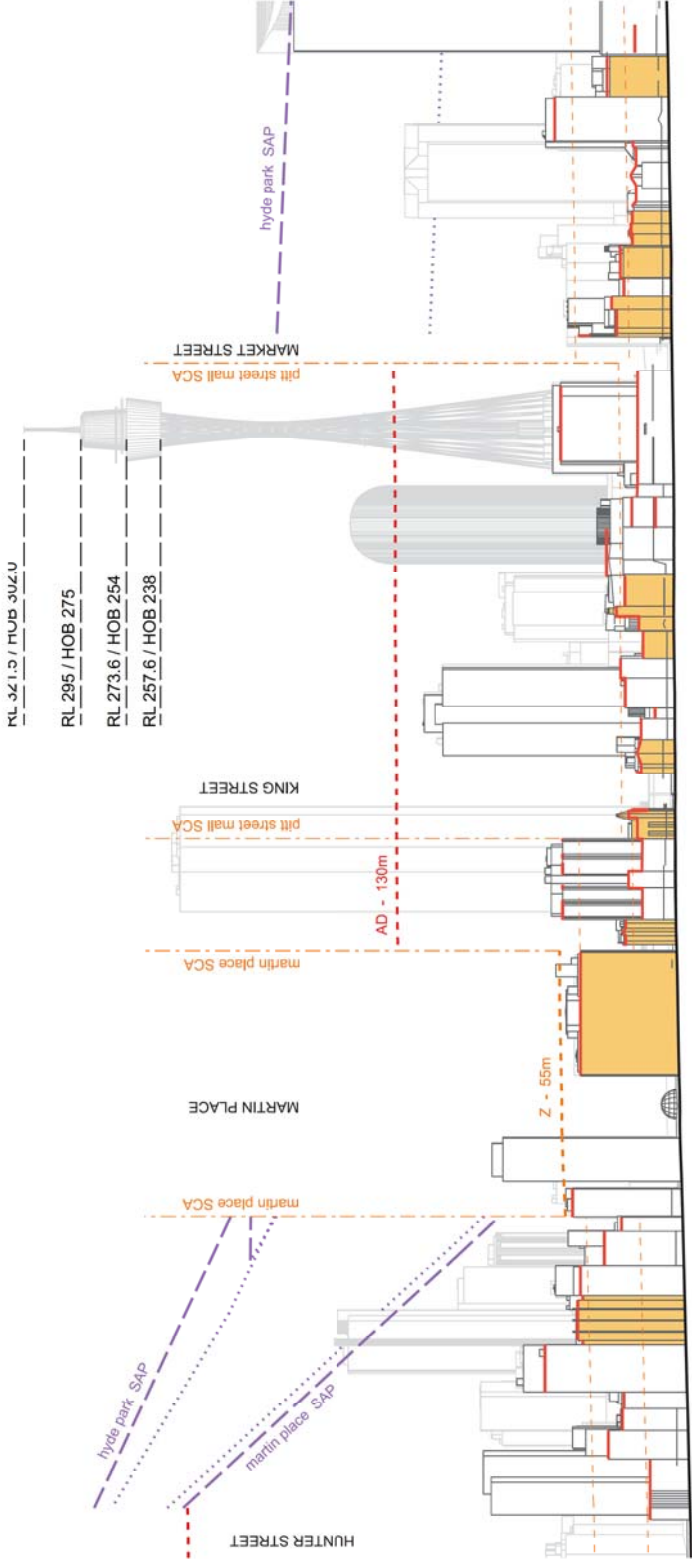 hyde park SAP
MARKET STREET
pitt street mall SCA
RL 295 / HOB 275
RL 273.6 / HOB 254
RL 257.6 / HOB 238
KING STREET
pitt street mall SCA
AD - 130m
martin place SCA
Z - 55m
MARTIN PLACE
martin place SCA
hyde park SAP
martin place SAP
HUNTER STREET